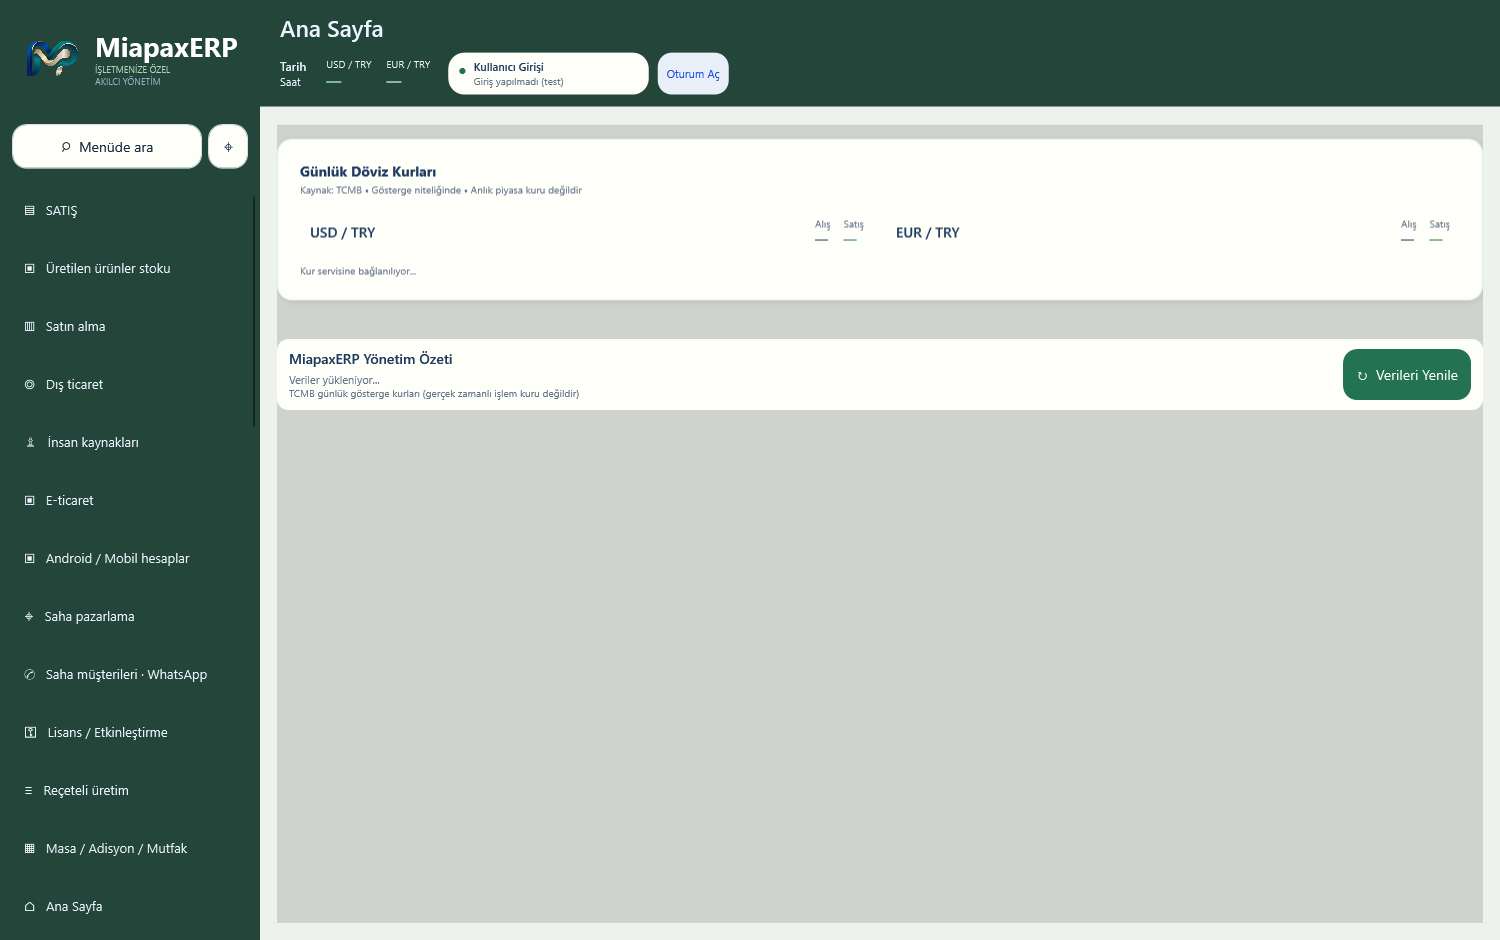 MiapaxERP
İŞLETMENİZE ÖZEL
AKILCI YÖNETİM
Menüde ara
SATIŞ
Üretilen ürünler stoku
Satın alma
Dış ticaret
İnsan kaynakları
E-ticaret
Android / Mobil hesaplar
Saha pazarlama
Saha müşterileri · WhatsApp
Lisans / Etkinleştirme
Reçeteli üretim
Masa / Adisyon / Mutfak
Ana Sayfa
Ana Sayfa
Tarih
Saat
USD / TRY
—
EUR / TRY
—
Kullanıcı Girişi
Giriş yapılmadı (test)
Oturum Aç
Günlük Döviz Kurları
Kaynak: TCMB • Gösterge niteliğinde • Anlık piyasa kuru değildir
USD / TRY
Alış Satış
— —
EUR / TRY
Alış Satış
— —
Kur servisine bağlanılıyor...
MiapaxERP Yönetim Özeti
Veriler yükleniyor...
TCMB günlük gösterge kurları (gerçek zamanlı işlem kuru değildir)
Verileri Yenile